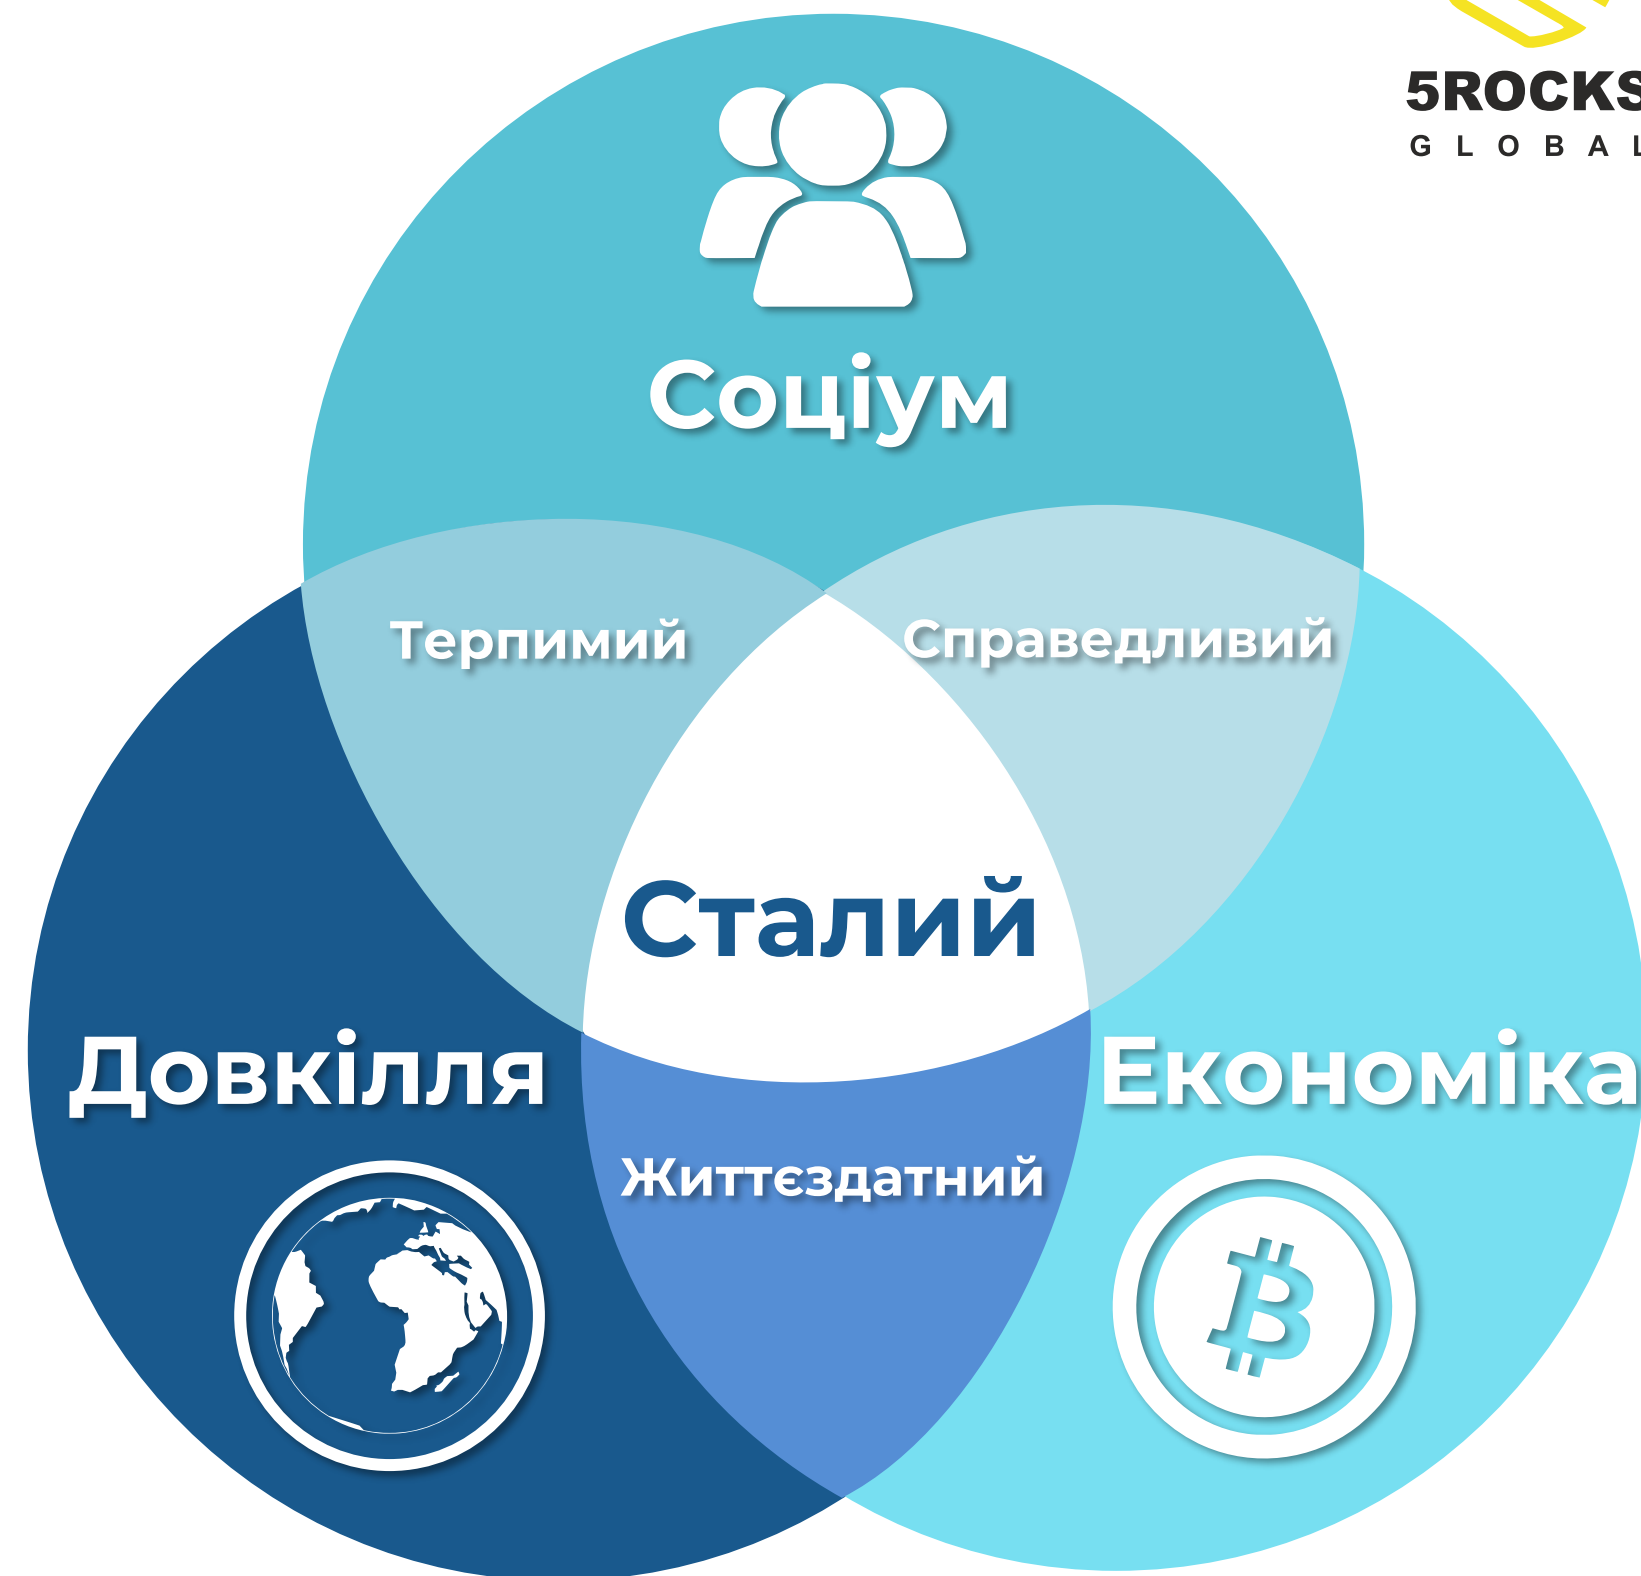 5ROCKS
GLOBAL
Соціум
Терпимий
Справедливий
Сталий
Довкілля
Економіка
Життєздатний